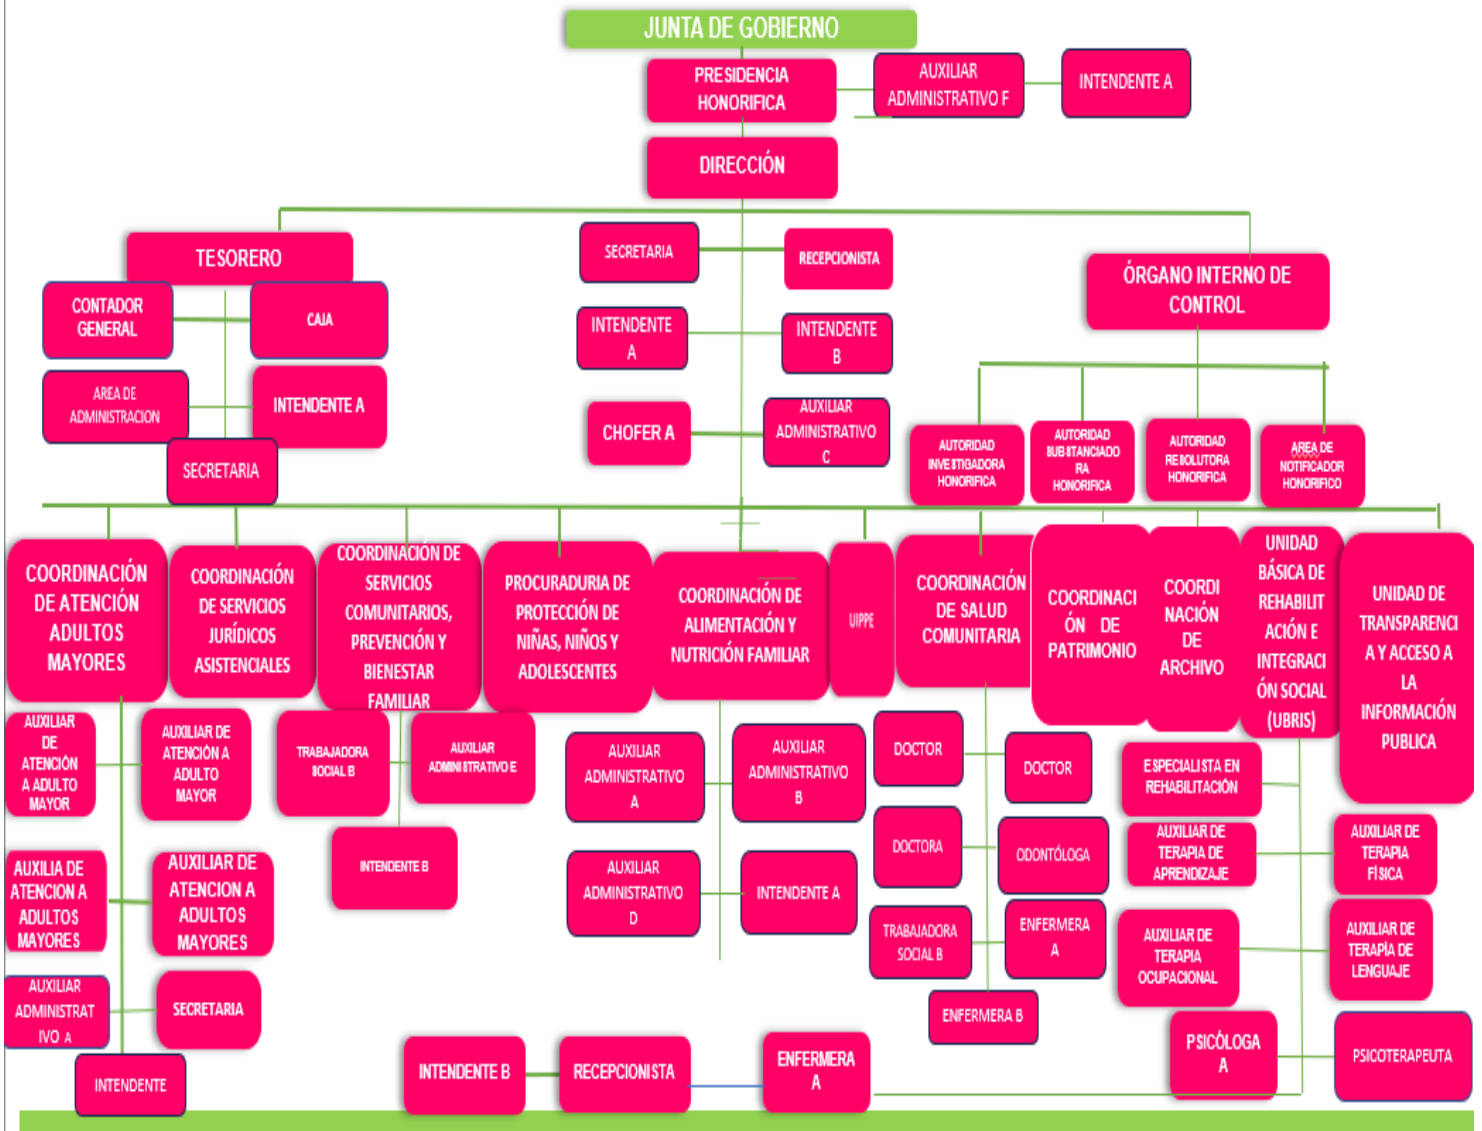 JUNTA DE GOBIERNO
PRESIDENCIA
HONORIFICA
AUXILIAR
ADMINISTRATIVO F
INTENDENTE A
DIRECCIÓN
TESORERO
SECRETARIA
RECEPCIONISTA
ÓRGANO INTERNO DE
CONTROL
CONTADOR
GENERAL
CAJA
INTENDENTE
A
INTENDENTE
B
AREA DE
ADMINISTRACION
INTENDENTE A
CHOFER A
AUXILIAR
ADMINISTRATIVO
C
SECRETARIA
AUTORIDAD
INVESTIGADORA
HONORIFICA
AUTORIDAD
SUBSTANCIADO
RA
HONORIFICA
AUTORIDAD
RESOLUTORA
HONORIFICA
AREA DE
NOTIFICADOR
HONORIFICO
COORDINACIÓN
DE ATENCIÓN
ADULTOS
MAYORES
COORDINACIÓN
DE SERVICIOS
JURÍDICOS
ASISTENCIALES
COORDINACIÓN DE
SERVICIOS
COMUNITARIOS,
PREVENCIÓN Y
BIENESTAR
FAMILIAR
PROCURADURIA DE
PROTECCIÓN DE
NIÑAS, NIÑOS Y
ADOLESCENTES
COORDINACIÓN DE
ALIMENTACIÓN Y
NUTRICIÓN FAMILIAR
UIPPE
COORDINACIÓN
DE SALUD
COMUNITARIA
COORDINACI
ÓN DE
PATRIMONIO
COORDI
NACIÓN
DE
ARCHIVO
UNIDAD
BÁSICA DE
REHABILIT
ACIÓN E
INTEGRACI
ÓN SOCIAL
(UBRIS)
UNIDAD DE
TRANSPARENCI
A Y ACCESO A
LA
INFORMACIÓN
PUBLICA
AUXILIAR
DE
ATENCIÓN
A ADULTO
MAYOR
AUXILIAR DE
ATENCIÓN A
ADULTO
MAYOR
TRABAJADORA
SOCIAL B
AUXILIAR
ADMINISTRATIVO E
INTENDENTE B
AUXILIAR
ADMINISTRATIVO
A
AUXILIAR
ADMINISTRATIVO
B
DOCTOR
DOCTOR
ESPECIALISTA EN
REHABILITACIÓN
AUXILIA DE
ATENCION A
ADULTOS
MAYORES
AUXILIAR DE
ATENCION A
ADULTOS
MAYORES
AUXILIAR
ADMINISTRATIVO
D
INTENDENTE A
DOCTORA
ODONTÓLOGA
AUXILIAR DE
TERAPIA DE
APRENDIZAJE
AUXILIAR DE
TERAPIA
FÍSICA
TRABAJADORA
SOCIAL B
ENFERMERA
A
AUXILIAR DE
TERAPIA
OCUPACIONAL
AUXILIAR DE
TERAPÍA DE
LENGUAJE
AUXILIAR
ADMINISTRAT
IVO A
SECRETARIA
ENFERMERA B
INTENDENTE
INTENDENTE B
RECEPCIONISTA
ENFERMERA
A
PSICÓLOGA
A
PSICOTERAPEUTA